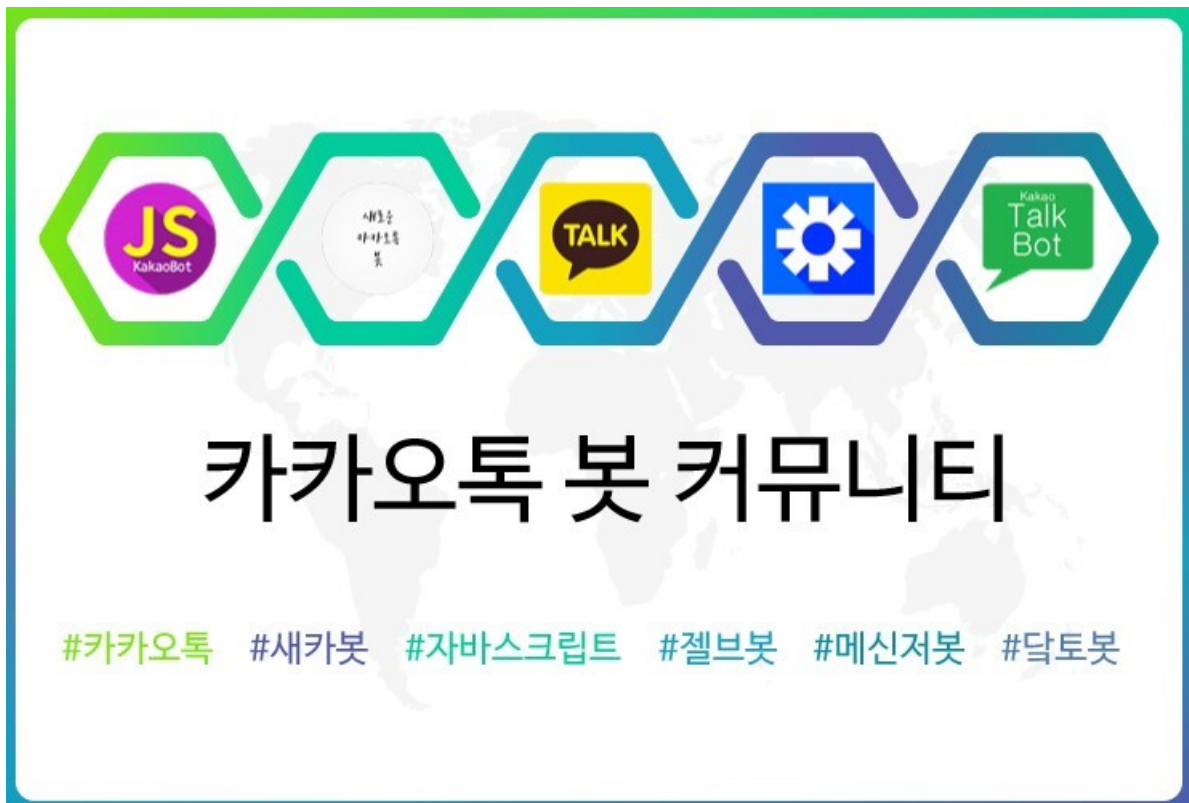 JS
KakaoBot
새로운
카카오톡
봇
TALK
Kakao
Talk
Bot
카카오톡 봇 커뮤니티
#카카오톡 #새카봇 #자바스크립트 #젤브봇 #메신저봇 #닼토봇